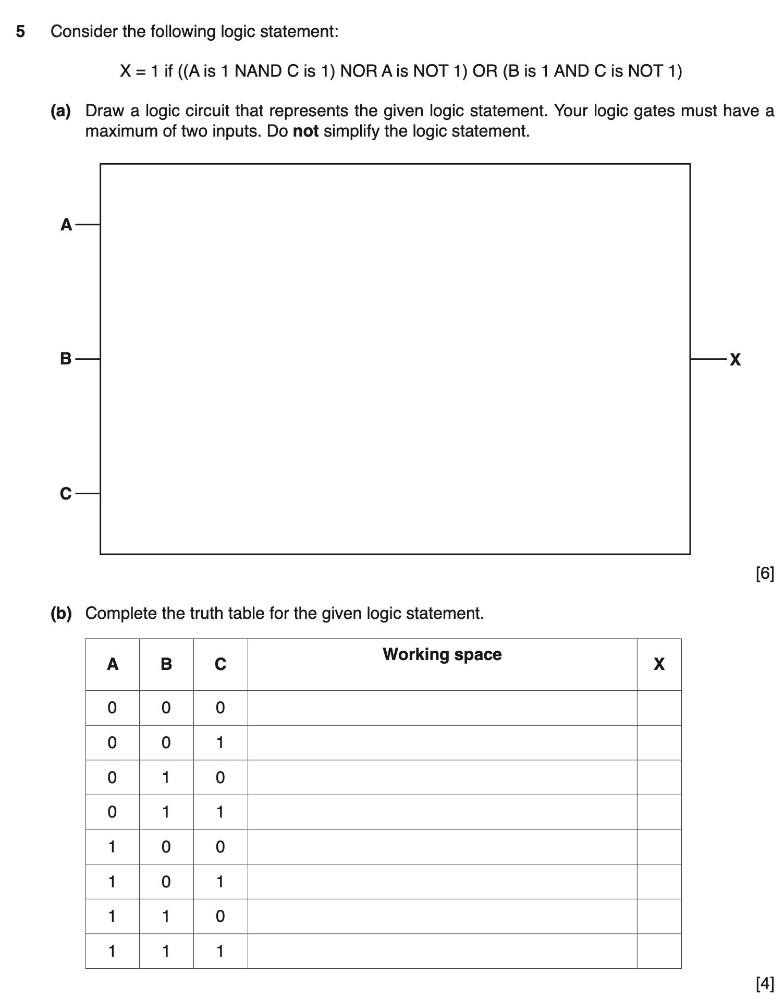 5 Consider the following logic statement:
X = 1 if ((A is 1 NAND C is 1) NOR A is NOT 1) OR (B is 1 AND C is NOT 1)
(a) Draw a logic circuit that represents the given logic statement. Your logic gates must have a
maximum of two inputs. Do not simplify the logic statement.
A
B
X
C
[6]
(b) Complete the truth table for the given logic statement.
A B C Working space X
0 0 0
0 0 1
0 1 0
0 1 1
1 0 0
1 0 1
1 1 0
1 1 1
[4]